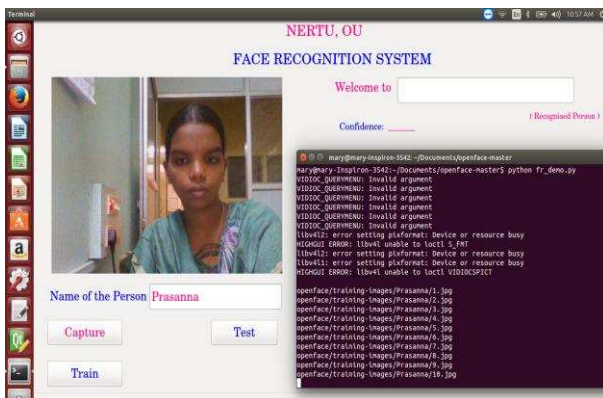 Terminal
En
10:57 AM
NERTU, OU
FACE RECOGNITION SYSTEM
Welcome to
( Recognised Person )
Confidence: _____
Name of the Person Prasanna
Capture
Test
Train
mary@mary-Inspiron-3542: ~/Documents/openface-master
mary@mary-Inspiron-3542:~/Documents/openface-master$ python fr_demo.py
VIDIOC_QUERYMENU: Invalid argument
VIDIOC_QUERYMENU: Invalid argument
VIDIOC_QUERYMENU: Invalid argument
VIDIOC_QUERYMENU: Invalid argument
VIDIOC_QUERYMENU: Invalid argument
VIDIOC_QUERYMENU: Invalid argument
libv4l2: error setting pixformat: Device or resource busy
HIGHGUI ERROR: libv4l unable to ioctl S_FMT
libv4l2: error setting pixformat: Device or resource busy
libv4l1: error setting pixformat: Device or resource busy
HIGHGUI ERROR: libv4l unable to ioctl VIDIOCSPICT
openface/training-images/Prasanna/1.jpg
openface/training-images/Prasanna/2.jpg
openface/training-images/Prasanna/3.jpg
openface/training-images/Prasanna/4.jpg
openface/training-images/Prasanna/5.jpg
openface/training-images/Prasanna/6.jpg
openface/training-images/Prasanna/7.jpg
openface/training-images/Prasanna/8.jpg
openface/training-images/Prasanna/9.jpg
openface/training-images/Prasanna/10.jpg